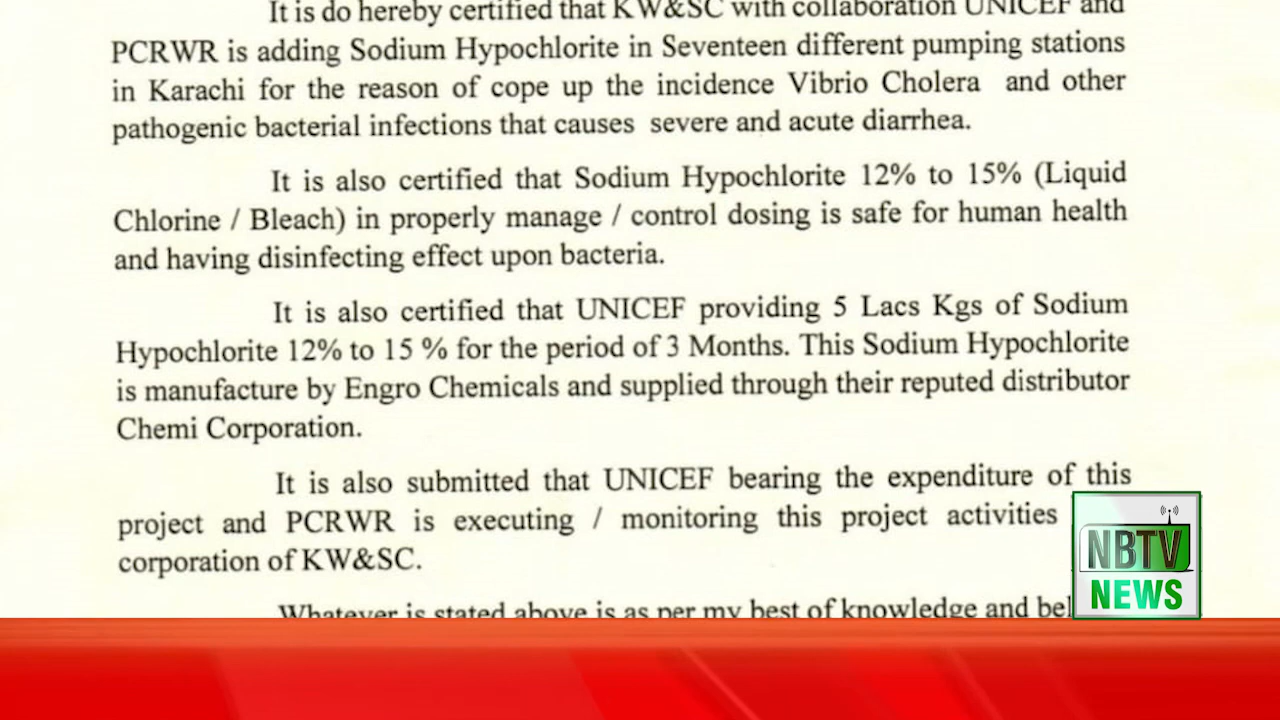 It is do hereby certified that KW&SC with collaboration UNICEF and
PCRWR is adding Sodium Hypochlorite in Seventeen different pumping stations
in Karachi for the reason of cope up the incidence Vibrio Cholera and other
pathogenic bacterial infections that causes severe and acute diarrhea.
It is also certified that Sodium Hypochlorite 12% to 15% (Liquid
Chlorine / Bleach) in properly manage / control dosing is safe for human health
and having disinfecting effect upon bacteria.
It is also certified that UNICEF providing 5 Lacs Kgs of Sodium
Hypochlorite 12% to 15 % for the period of 3 Months. This Sodium Hypochlorite
is manufacture by Engro Chemicals and supplied through their reputed distributor
Chemi Corporation.
It is also submitted that UNICEF bearing the expenditure of this
project and PCRWR is executing / monitoring this project activities
corporation of KW&SC.
Whatever is stated above is as per my best of knowledge and
NBTV
NEWS